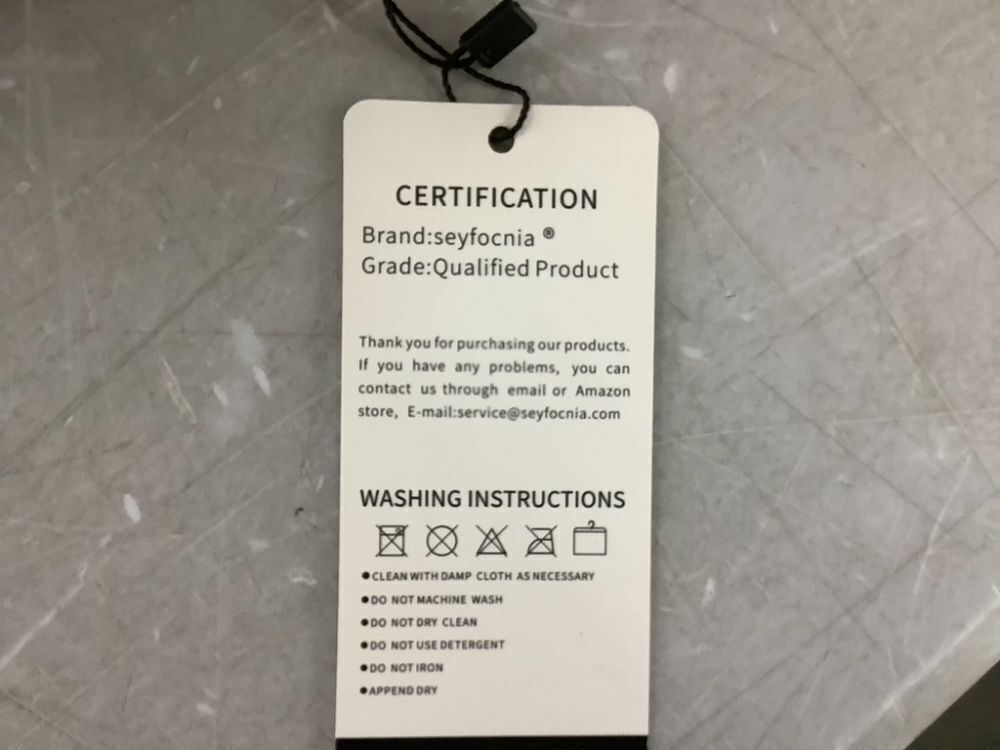 CERTIFICATION
Brand:seyfocnia ®
Grade:Qualified Product
Thank you for purchasing our products.
If you have any problems, you can
contact us through email or Amazon
store, E-mail:service@seyfocnia.com
WASHING INSTRUCTIONS
●CLEAN WITH DAMP CLOTH AS NECESSARY
●DO NOT MACHINE WASH
●DO NOT DRY CLEAN
●DO NOT USE DETERGENT
●DO NOT IRON
●APPEND DRY